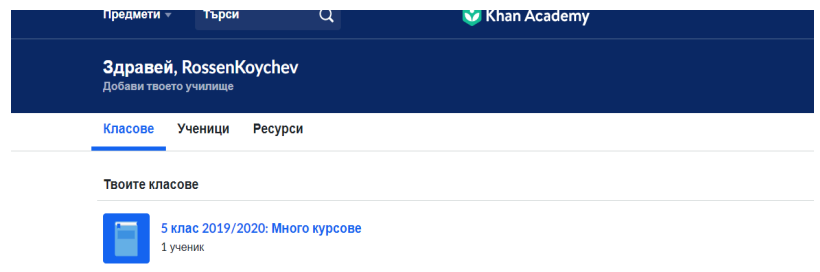 Предмети Търси Khan Academy
Здравей, RossenKoychev
Добави твоето училище
Класове Ученици Ресурси
Твоите класове
5 клас 2019/2020: Много курсове
1 ученик